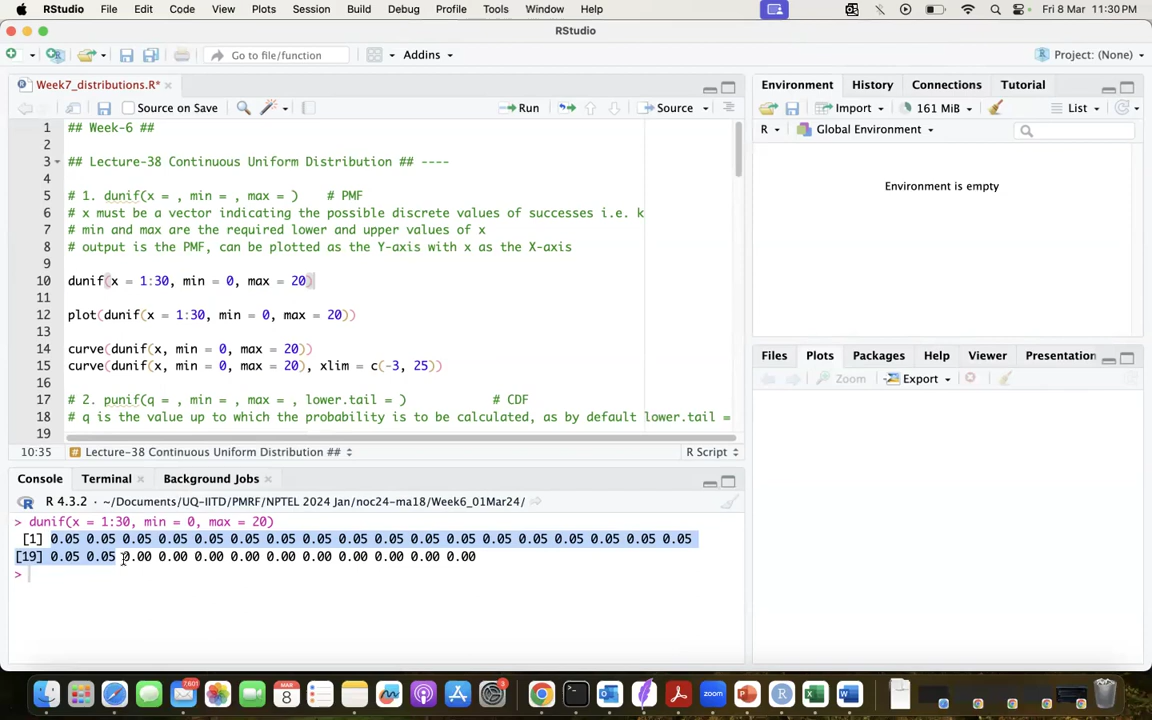 RStudio File Edit Code View Plots Session Build Debug Profile Tools Window Help Fri 8 Mar 11:30 PM
RStudio
Go to file/function Addins Project: (None)
Week7_distributions.R*
Source on Save Run Source
1 ## Week-6 ##
2
3 ## Lecture-38 Continuous Uniform Distribution ## ----
4
5 # 1. dunif(x = , min = , max = ) # PMF
6 # x must be a vector indicating the possible discrete values of successes i.e. k
7 # min and max are the required lower and upper values of x
8 # output is the PMF, can be plotted as the Y-axis with x as the X-axis
9
10 dunif(x = 1:30, min = 0, max = 20)
11
12 plot(dunif(x = 1:30, min = 0, max = 20))
13
14 curve(dunif(x, min = 0, max = 20))
15 curve(dunif(x, min = 0, max = 20), xlim = c(-3, 25))
16
17 # 2. punif(q = , min = , max = , lower.tail = ) # CDF
18 # q is the value up to which the probability is to be calculated, as by default lower.tail =
19
10:35 # Lecture-38 Continuous Uniform Distribution ## R Script
Console Terminal Background Jobs
R 4.3.2 · ~/Documents/UQ-IITD/PMRF/NPTEL 2024 Jan/noc24-ma18/Week6_01Mar24/
> dunif(x = 1:30, min = 0, max = 20)
[1] 0.05 0.05 0.05 0.05 0.05 0.05 0.05 0.05 0.05 0.05 0.05 0.05 0.05 0.05 0.05 0.05 0.05 0.05
[19] 0.05 0.05 0.00 0.00 0.00 0.00 0.00 0.00 0.00 0.00 0.00 0.00
>
Environment History Connections Tutorial
Import 161 MiB List
R Global Environment
Environment is empty
Files Plots Packages Help Viewer Presentation
Zoom Export
7,601
MAR
8
3
zoom